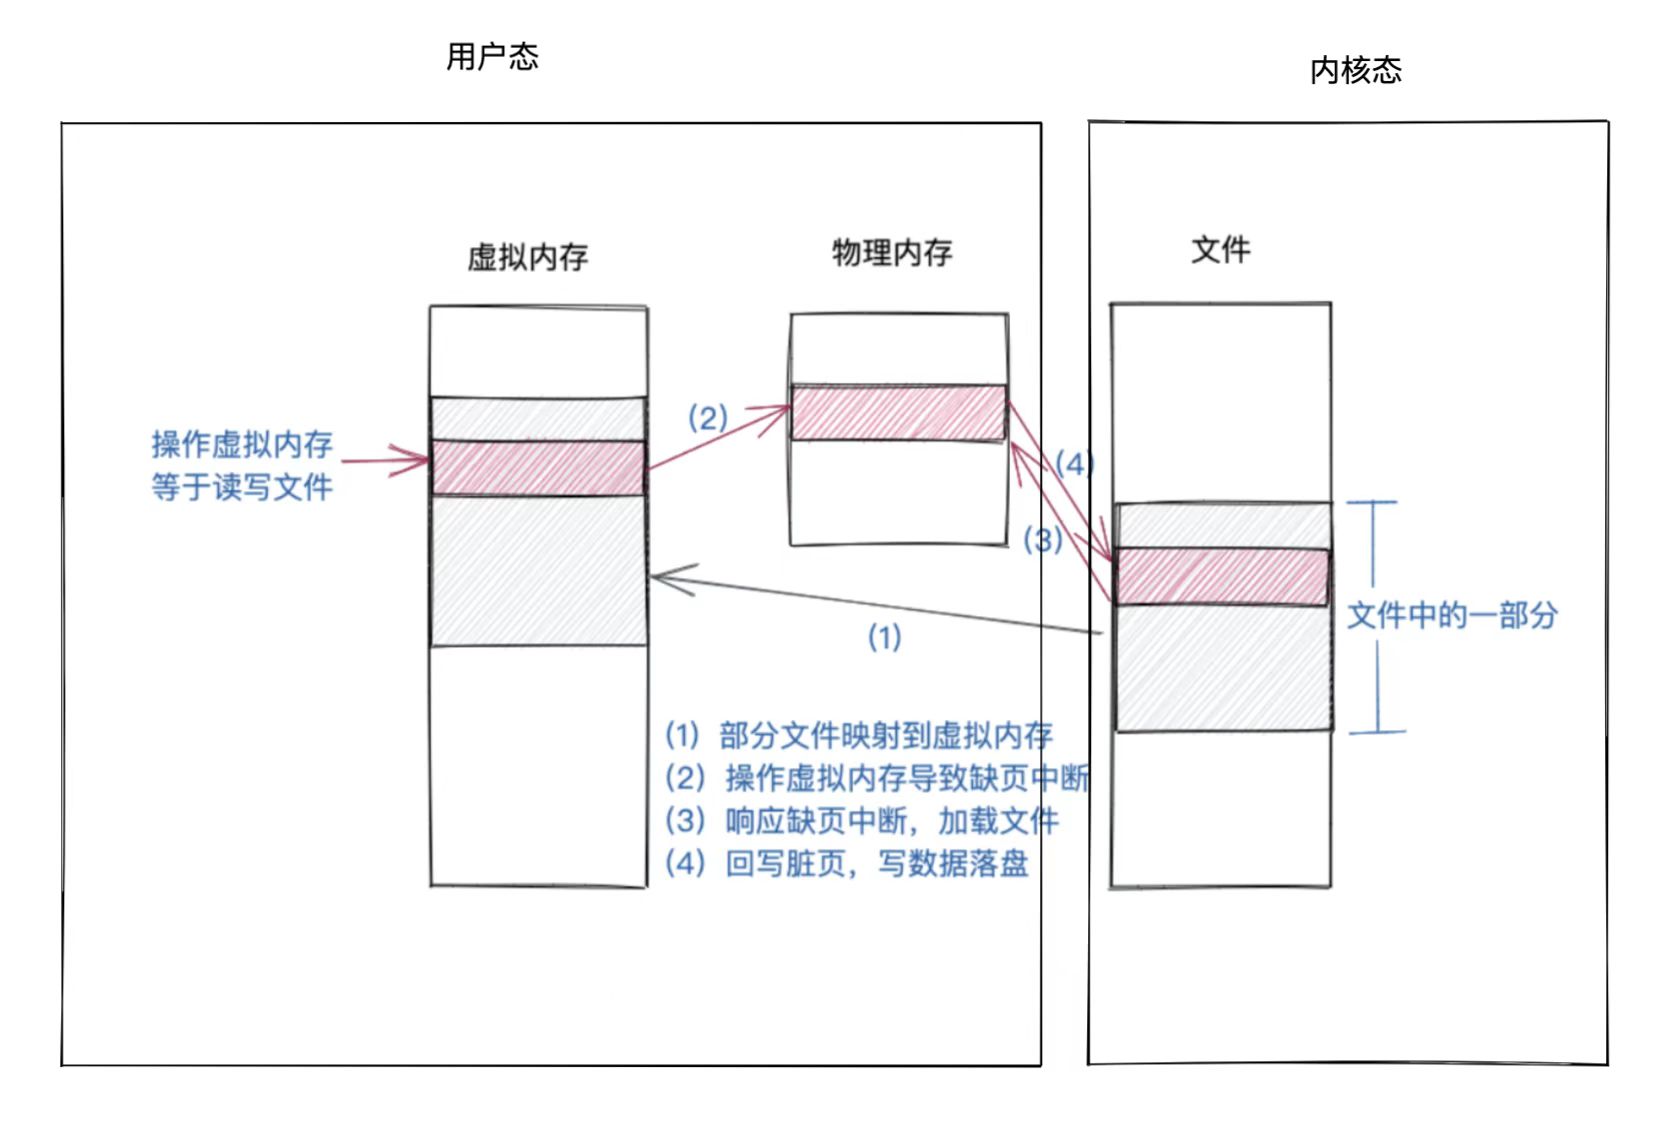 用户态
内核态
虚拟内存
物理内存
文件
操作虚拟内存
等于读写文件
(2)
(4)
(3)
(1)
文件中的一部分
(1) 部分文件映射到虚拟内存
(2) 操作虚拟内存导致缺页中断
(3) 响应缺页中断，加载文件
(4) 回写脏页，写数据落盘